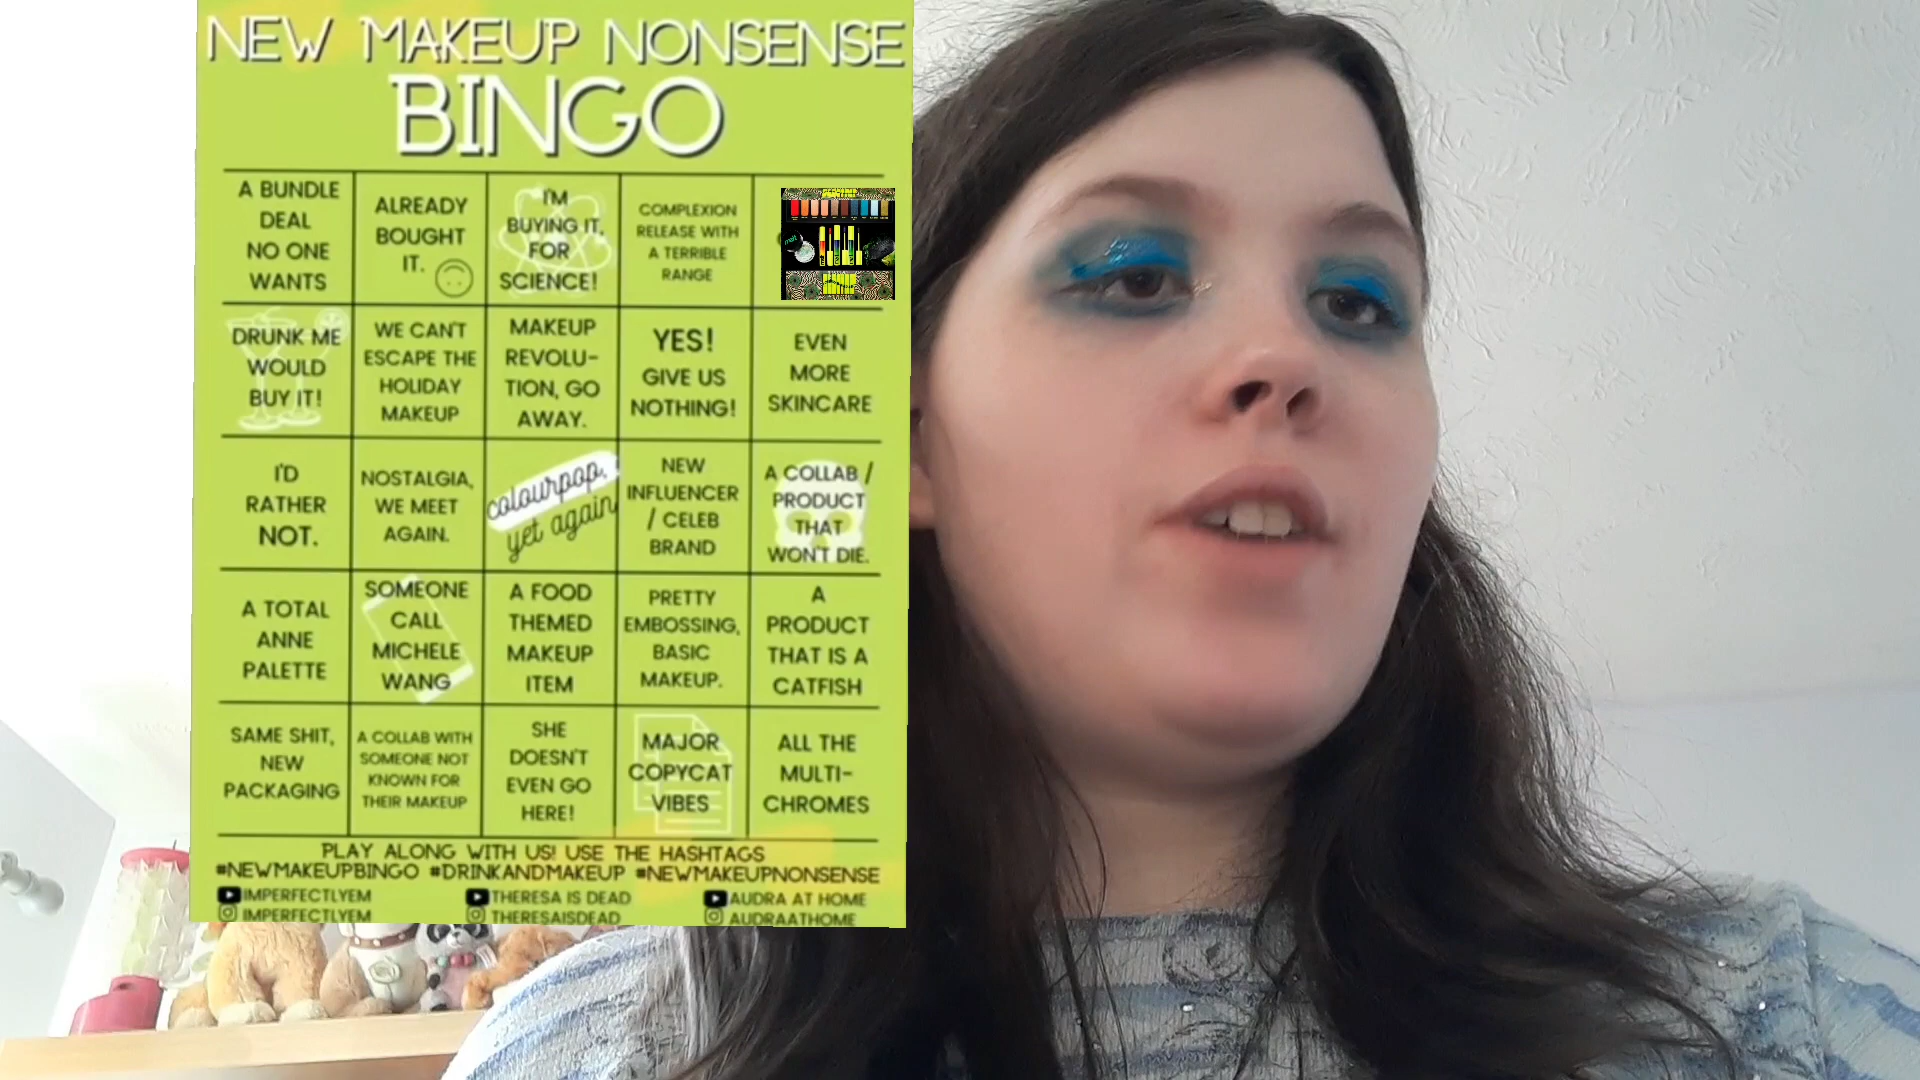 NEW MAKEUP NONSENSE
BINGO
A BUNDLE
DEAL
NO ONE
WANTS
ALREADY
BOUGHT
IT.
I'M
BUYING IT,
FOR
SCIENCE!
COMPLEXION
RELEASE WITH
A TERRIBLE
RANGE
DRUNK ME
WOULD
BUY IT!
WE CAN'T
ESCAPE THE
HOLIDAY
MAKEUP
MAKEUP
REVOLU-
TION, GO
AWAY.
YES!
GIVE US
NOTHING!
EVEN
MORE
SKINCARE
I'D
RATHER
NOT.
NOSTALGIA,
WE MEET
AGAIN.
colourpop,
yet again
NEW
INFLUENCER
/ CELEB
BRAND
A COLLAB /
PRODUCT
THAT
WON'T DIE.
A TOTAL
ANNE
PALETTE
SOMEONE
CALL
MICHELE
WANG
A FOOD
THEMED
MAKEUP
ITEM
PRETTY
EMBOSSING,
BASIC
MAKEUP.
A
PRODUCT
THAT IS A
CATFISH
SAME SHIT,
NEW
PACKAGING
A COLLAB WITH
SOMEONE NOT
KNOWN FOR
THEIR MAKEUP
SHE
DOESN'T
EVEN GO
HERE!
MAJOR
COPYCAT
VIBES
ALL THE
MULTI-
CHROMES
PLAY ALONG WITH US! USE THE HASHTAGS
#NEWMAKEUPBINGO #DRINKANDMAKEUP #NEWMAKEUPNONSENSE
IMPERFECTLYEM THERESA IS DEAD AUDRA AT HOME
IMPERFECTLYEM THERESAISDEAD AUDRAATHOME